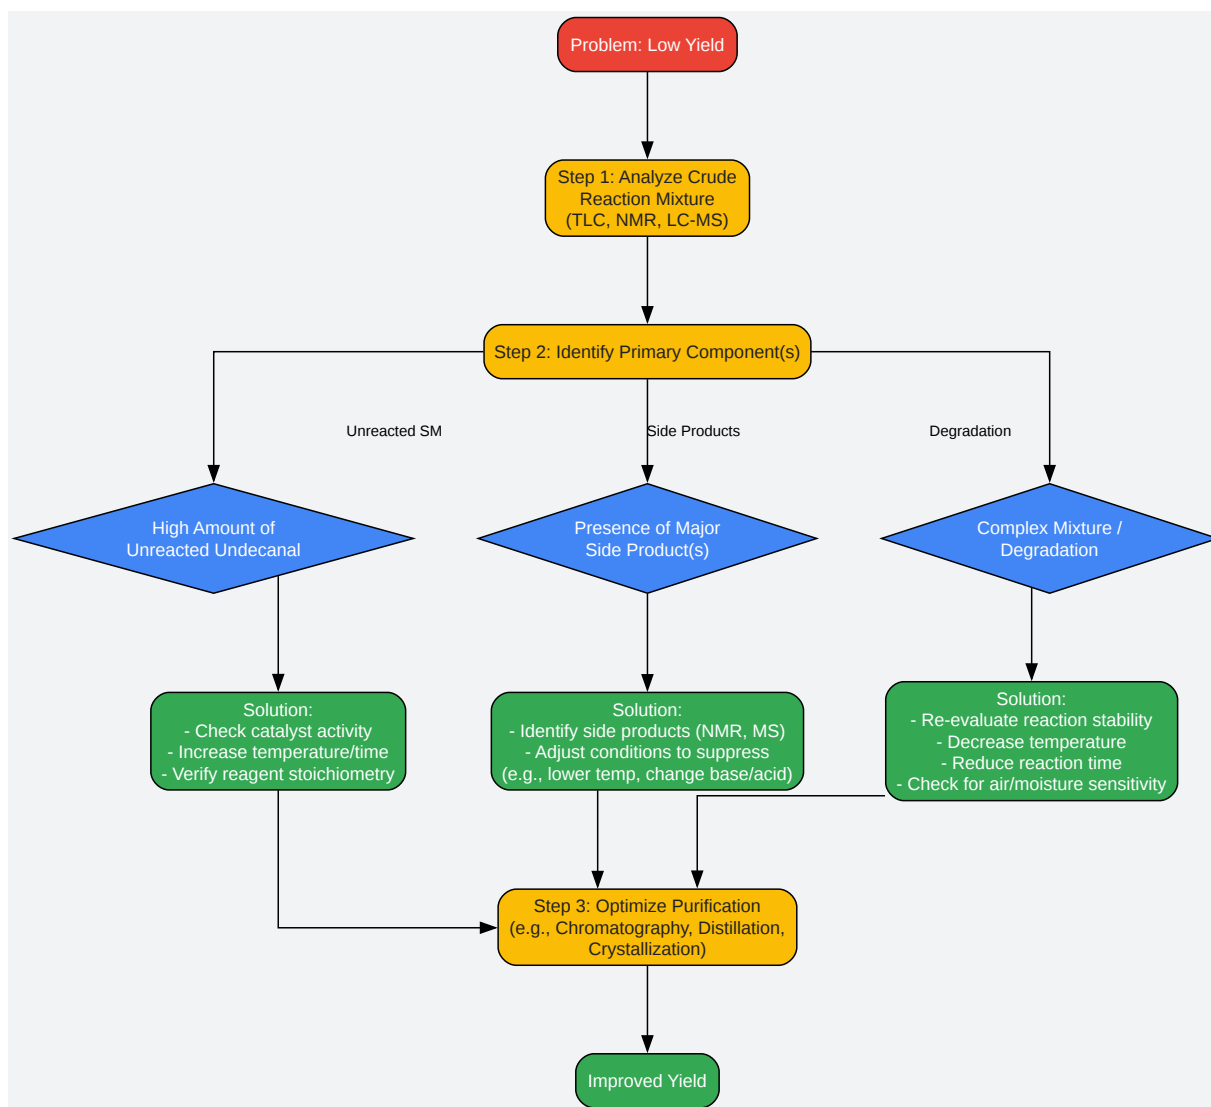 Problem: Low Yield
Step 1: Analyze Crude
Reaction Mixture
(TLC, NMR, LC-MS)
Step 2: Identify Primary Component(s)
Unreacted SM
Side Products
Degradation
High Amount of
Unreacted Undecanal
Presence of Major
Side Product(s)
Complex Mixture /
Degradation
Solution:
- Check catalyst activity
- Increase temperature/time
- Verify reagent stoichiometry
Solution:
- Identify side products (NMR, MS)
- Adjust conditions to suppress
(e.g., lower temp, change base/acid)
Solution:
- Re-evaluate reaction stability
- Decrease temperature
- Reduce reaction time
- Check for air/moisture sensitivity
Step 3: Optimize Purification
(e.g., Chromatography, Distillation,
Crystallization)
Improved Yield